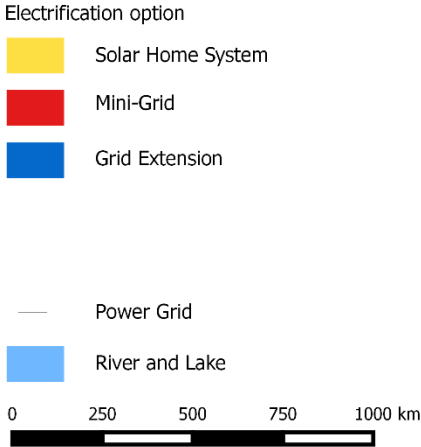 Electrification option
Solar Home System
Mini-Grid
Grid Extension
Power Grid
River and Lake
0 250 500 750 1000 km